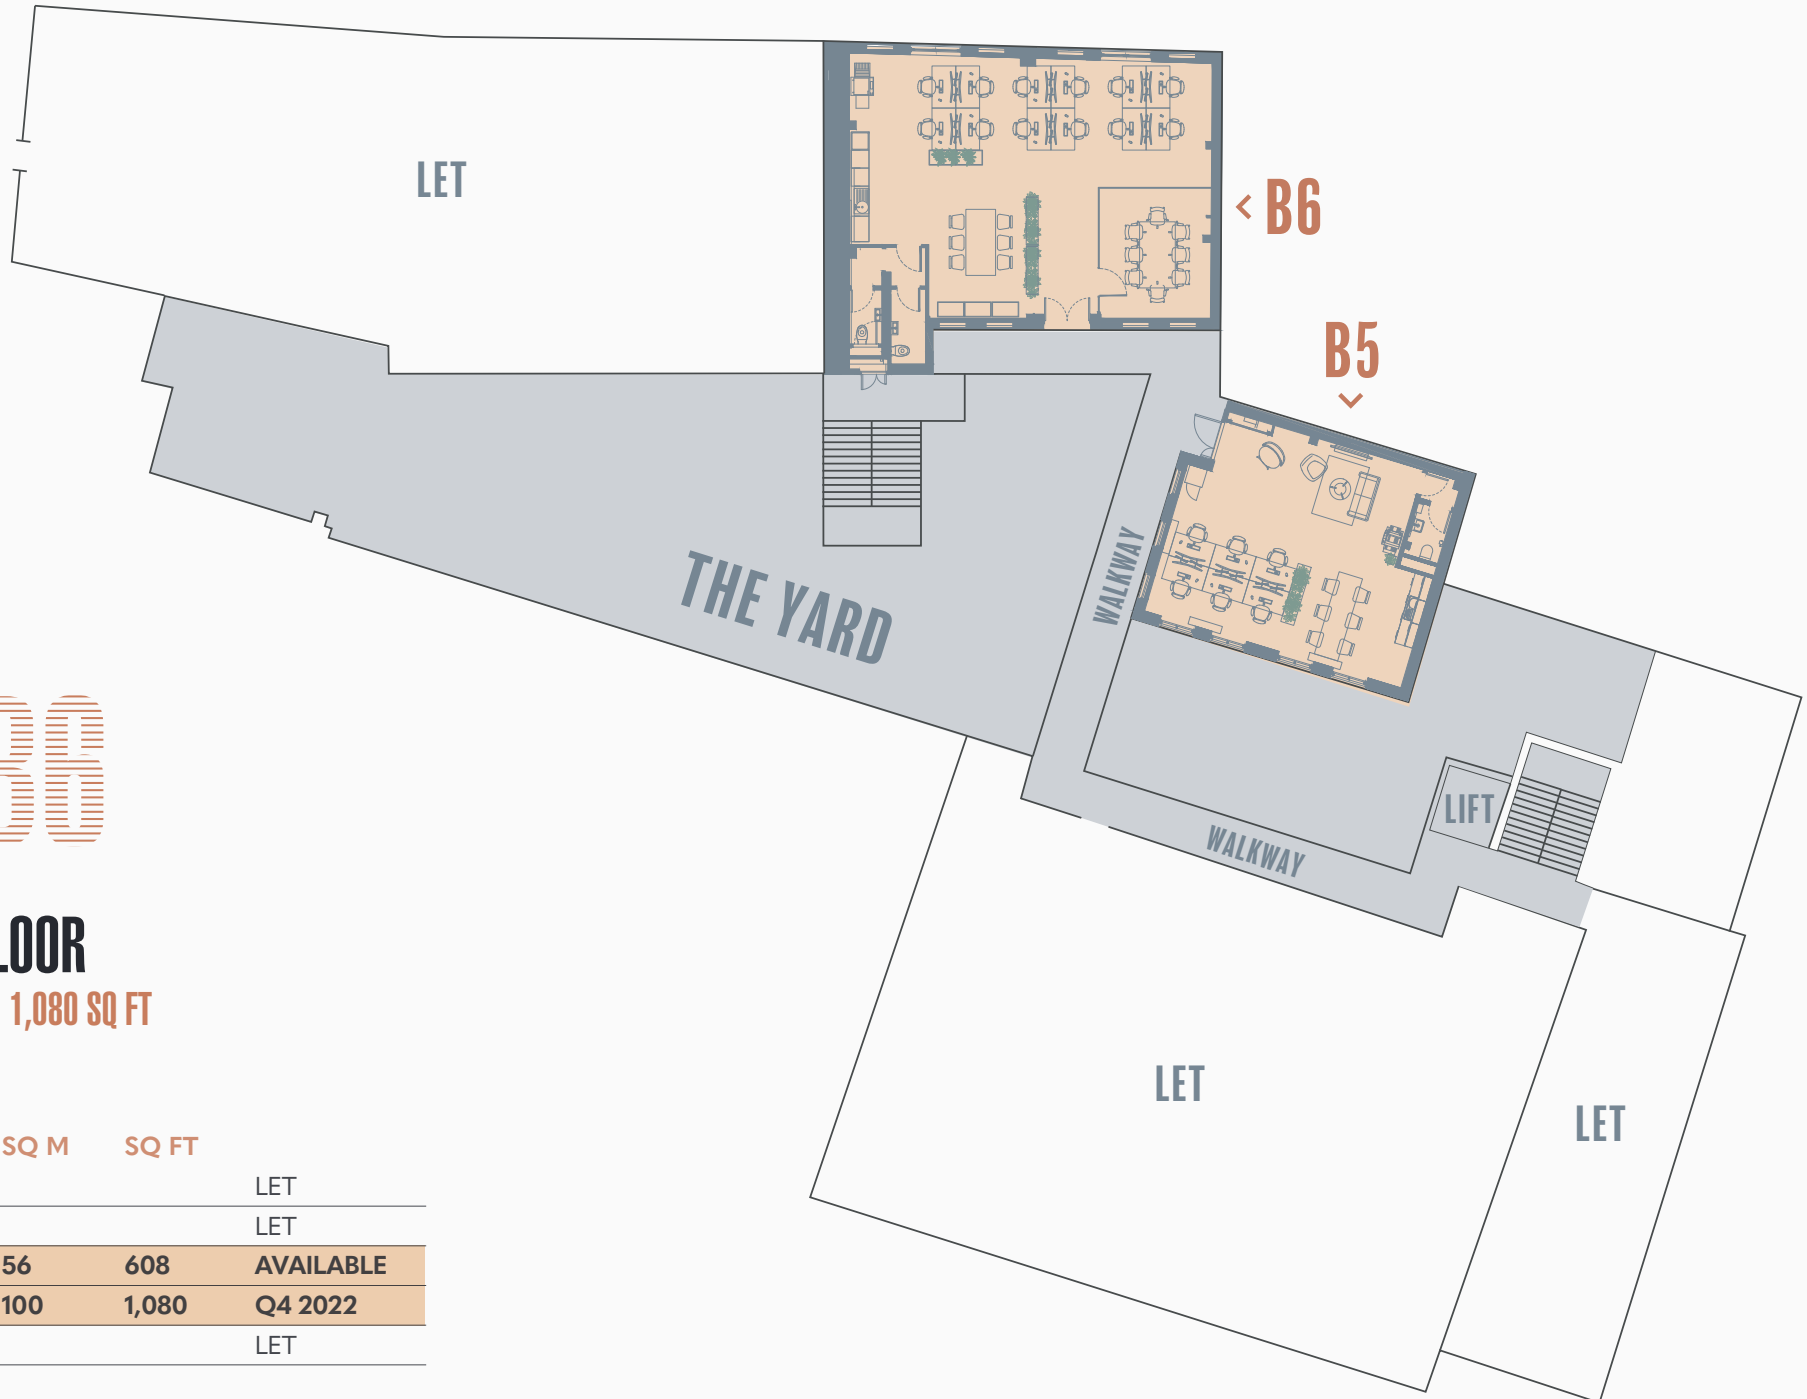 LET
B6
B5
WALKWAY
THE YARD
LIFT
WALKWAY
LET
LET
B6
LOOR
1,080 SQ FT
SQ M SQ FT
LET
LET
56 608 AVAILABLE
100 1,080 Q4 2022
LET